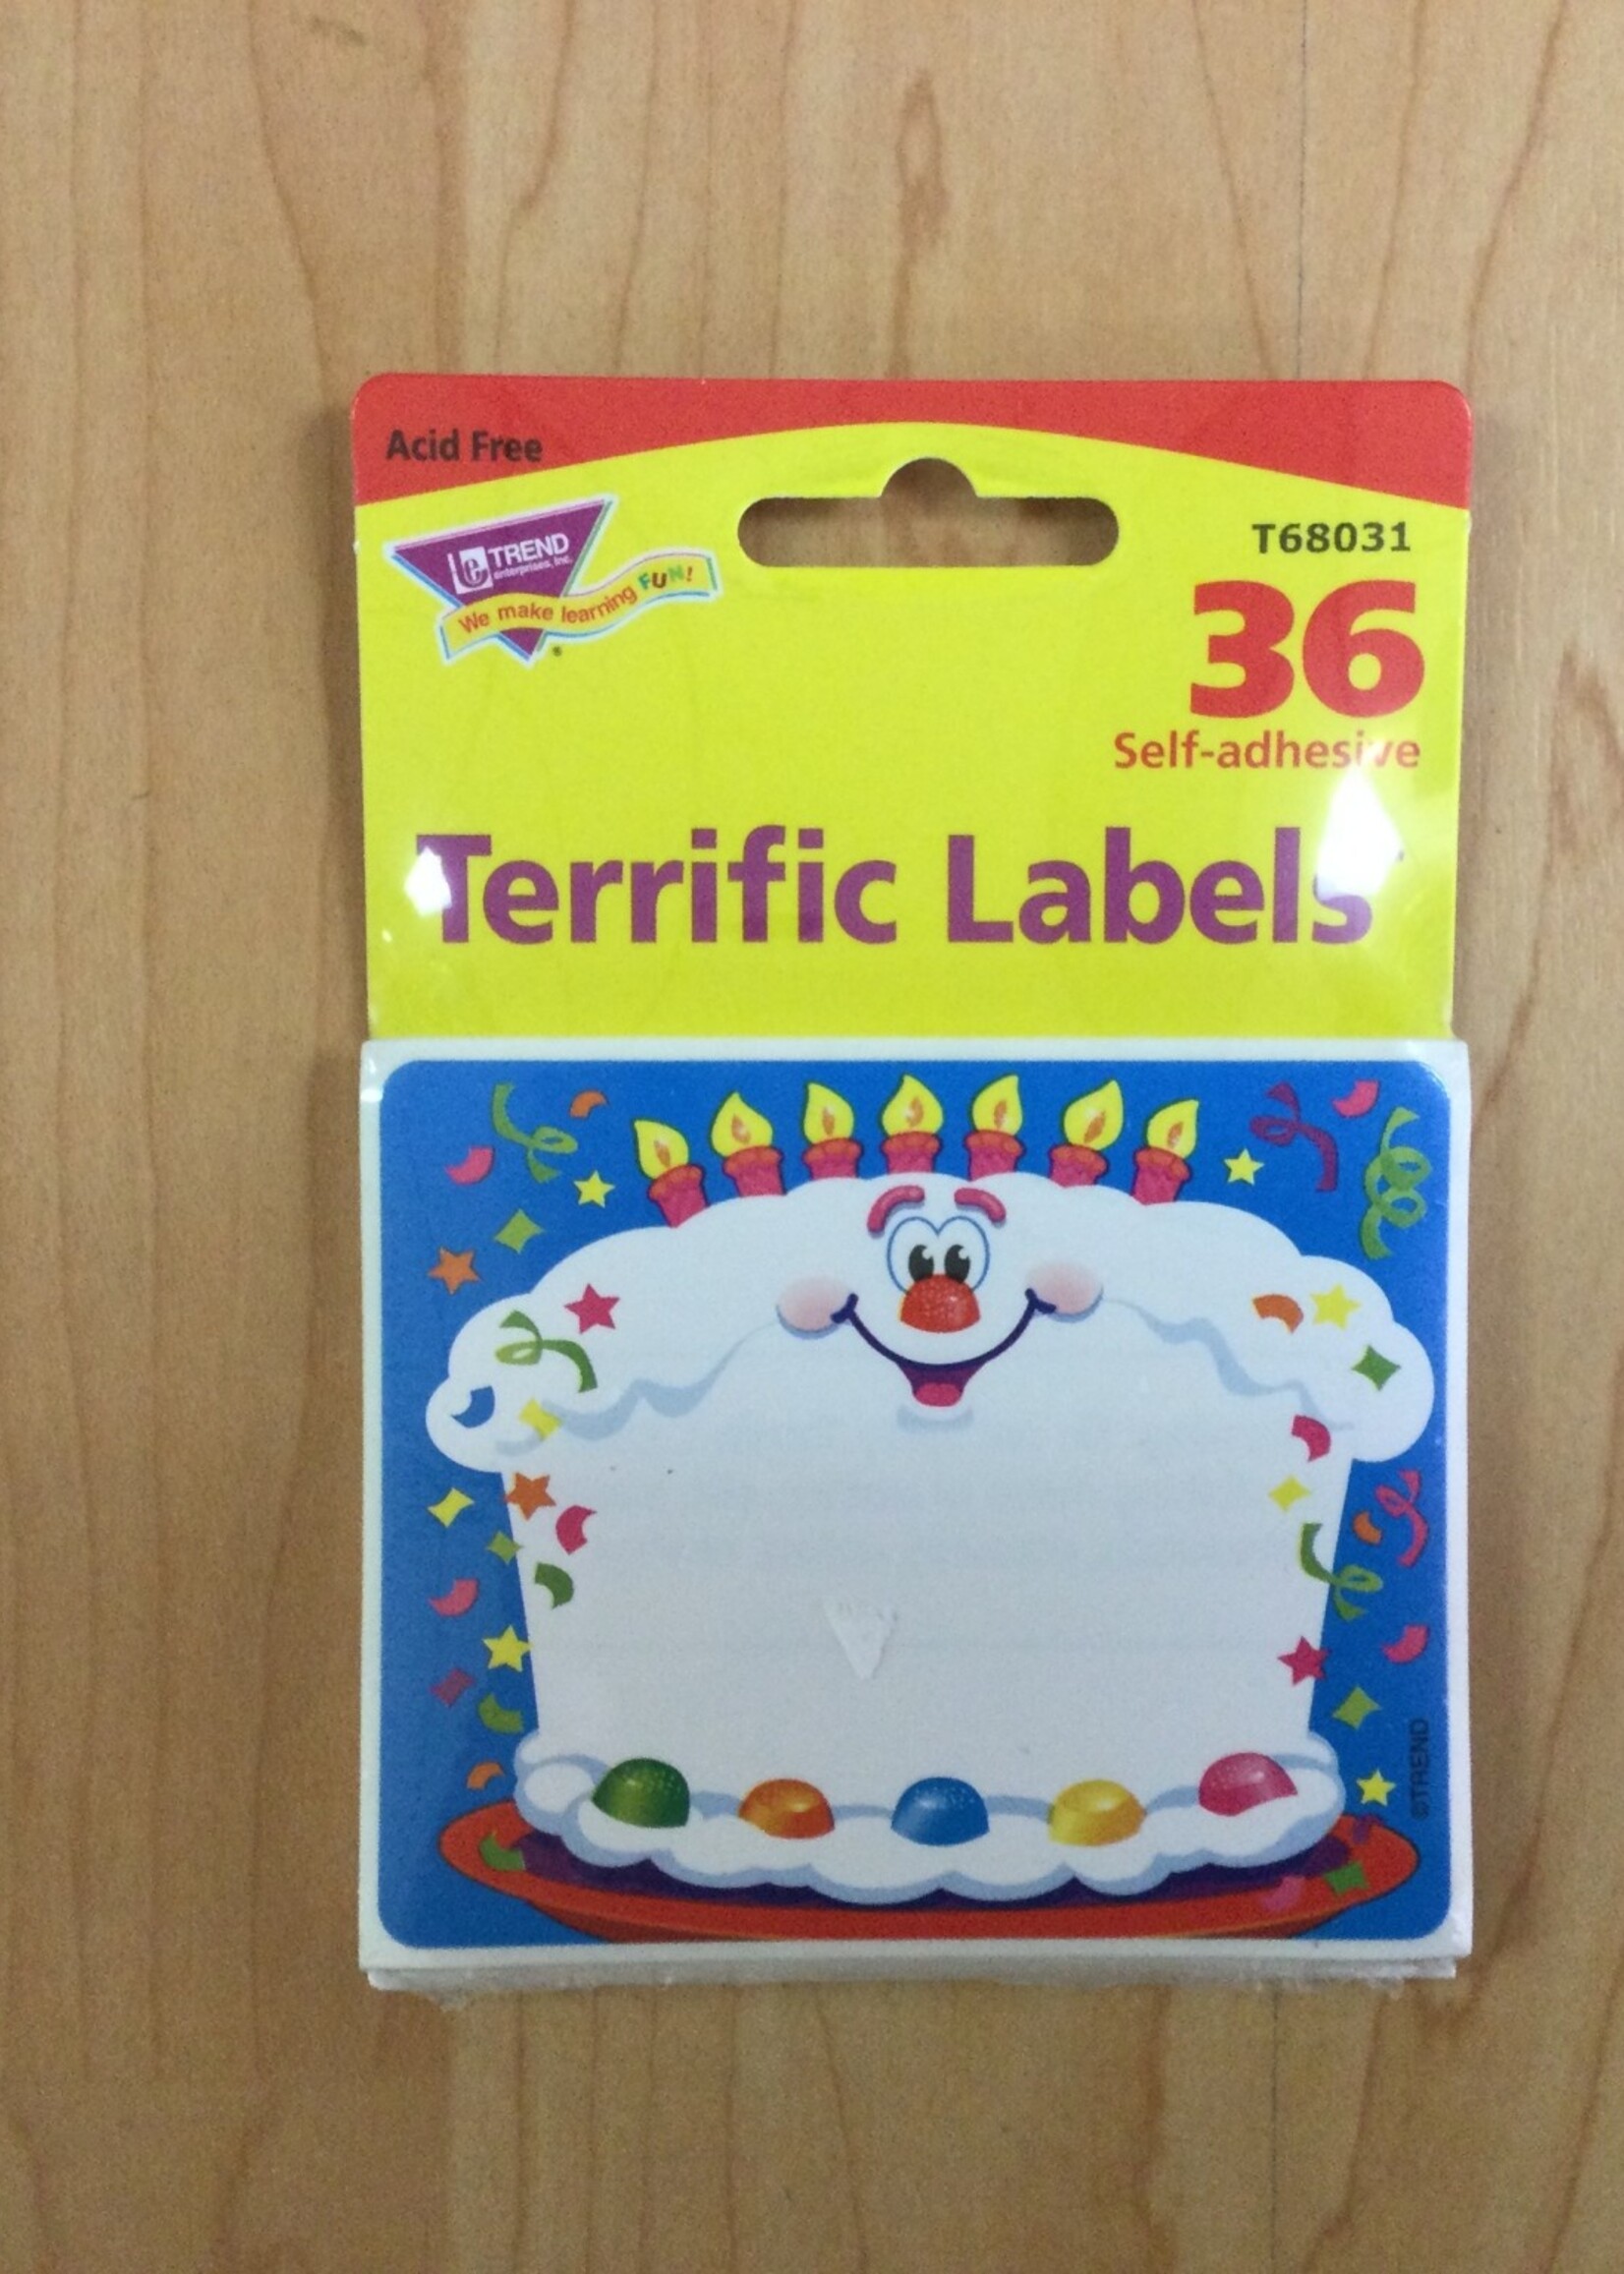 Acid Free
TREND
enterprises, inc.
We make learning FUN!
®
T68031
36
Self-adhesive
Terrific Labels
©TREND